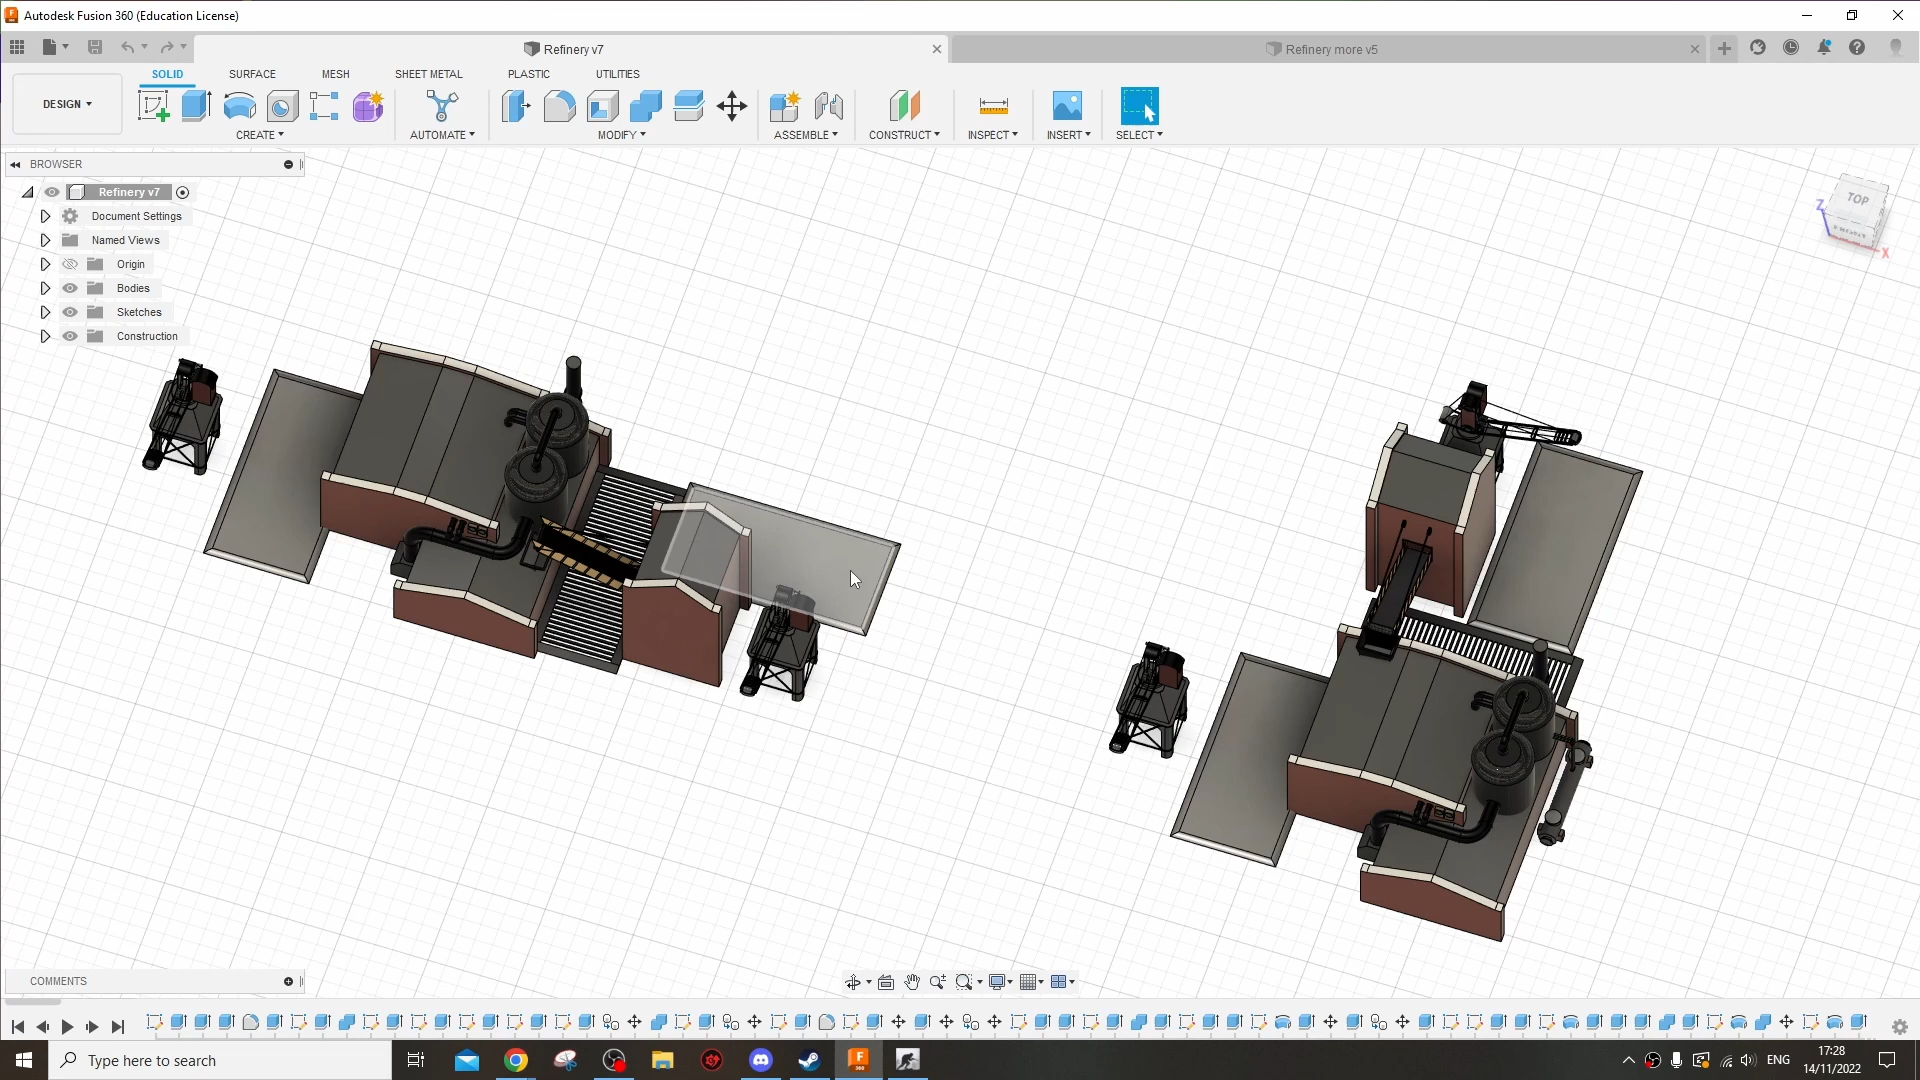 Autodesk Fusion 360 (Education License)
Refinery v7
Refinery more v5
SOLID
SURFACE
MESH
SHEET METAL
PLASTIC
UTILITIES
DESIGN
CREATE
AUTOMATE
MODIFY
ASSEMBLE
CONSTRUCT
INSPECT
INSERT
SELECT
BROWSER
Refinery v7
Document Settings
Named Views
Origin
Bodies
Sketches
Construction
TOP
Z
X
COMMENTS
Type here to search
ENG
17:28
14/11/2022